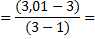 = (3,01 − 3) / (3 − 1) =